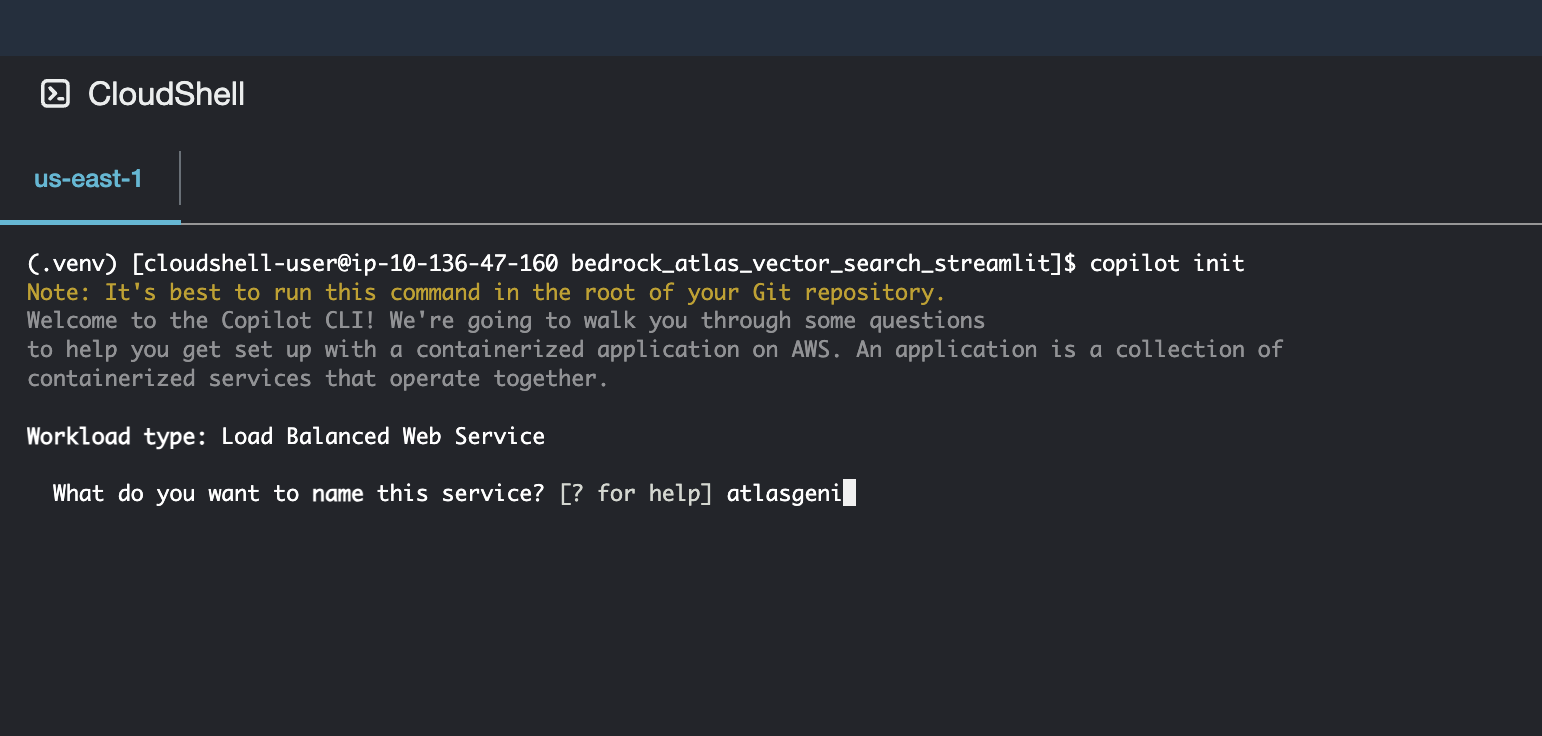 CloudShell
us-east-1
(.venv) [cloudshell-user@ip-10-136-47-160 bedrock_atlas_vector_search_streamlit]$ copilot init
Note: It's best to run this command in the root of your Git repository.
Welcome to the Copilot CLI! We're going to walk you through some questions
to help you get set up with a containerized application on AWS. An application is a collection of
containerized services that operate together.
Workload type: Load Balanced Web Service
What do you want to name this service? [? for help] atlasgeni